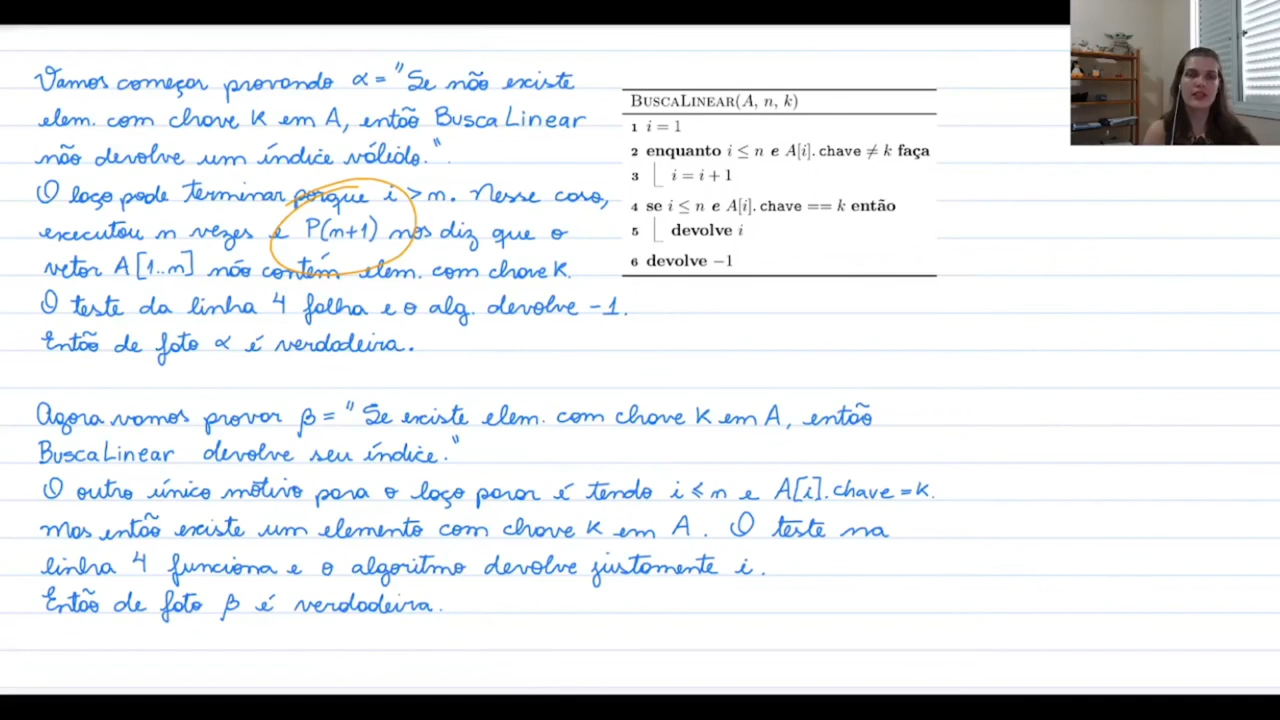 Vamos começar provando α = "Se não existe
elem. com chave K em A, então BuscaLinear
não devolve um índice válido."
O laço pode terminar porque i > n. Nesse caso,
executou n vezes e P(n+1) nos diz que o
vetor A[1..n] não contém elem. com chave K.
O teste da linha 4 falha e o alg. devolve -1.
Então de fato α é verdadeira.
Agora vamos provar β = "Se existe elem. com chave K em A, então
BuscaLinear devolve seu índice."
O outro único motivo para o laço parar é tendo i ≤ n e A[i].chave = K.
Mas então existe um elemento com chave K em A. O teste na
linha 4 funciona e o algoritmo devolve justamente i.
Então de fato β é verdadeira.
BUSCALINEAR(A, n, k)
1 i = 1
2 enquanto i ≤ n e A[i].chave ≠ k faça
3 i = i + 1
4 se i ≤ n e A[i].chave == k então
5 devolve i
6 devolve −1